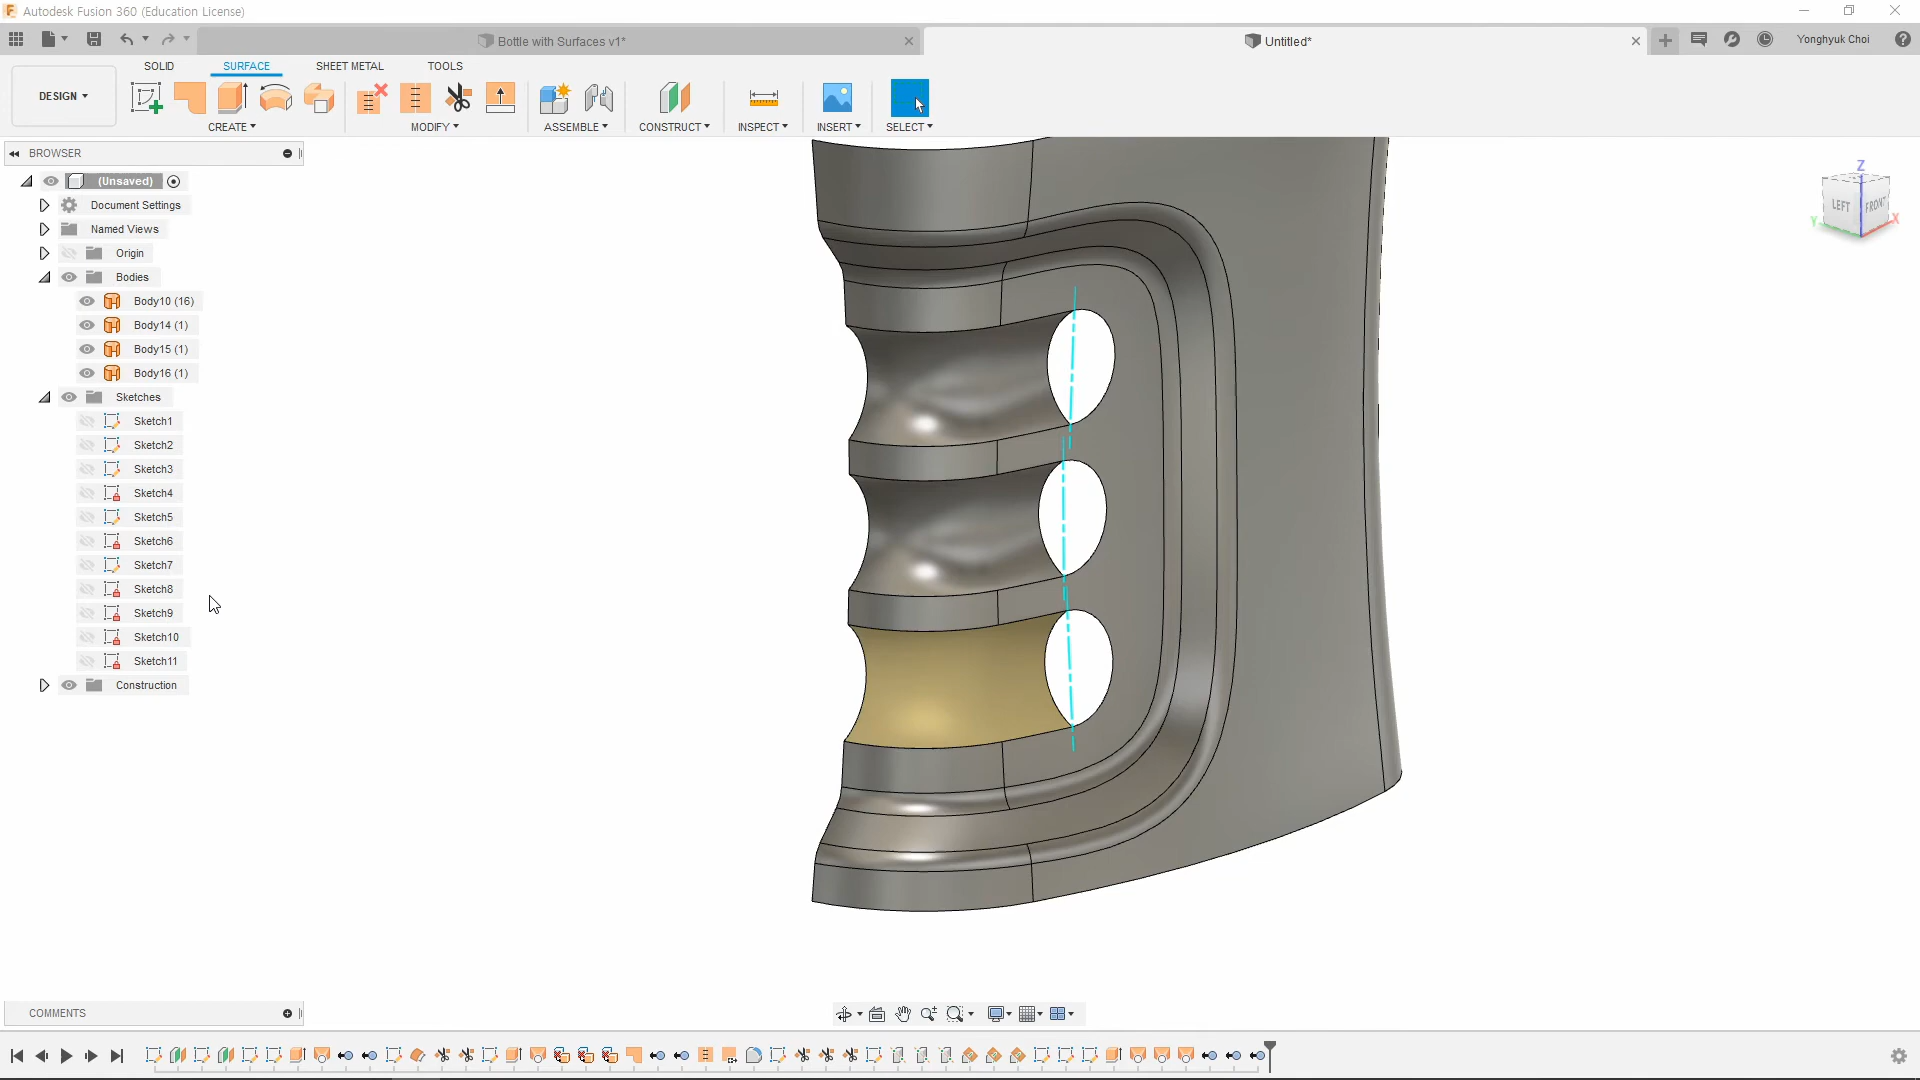 Autodesk Fusion 360 (Education License)
Bottle with Surfaces v1*
Untitled*
Yonghyuk Choi
SOLID
SURFACE
SHEET METAL
TOOLS
DESIGN
CREATE
MODIFY
ASSEMBLE
CONSTRUCT
INSPECT
INSERT
SELECT
BROWSER
(Unsaved)
Document Settings
Named Views
Origin
Bodies
Body10 (16)
Body14 (1)
Body15 (1)
Body16 (1)
Sketches
Sketch1
Sketch2
Sketch3
Sketch4
Sketch5
Sketch6
Sketch7
Sketch8
Sketch9
Sketch10
Sketch11
Construction
Z
LEFT
FRONT
Y
X
COMMENTS